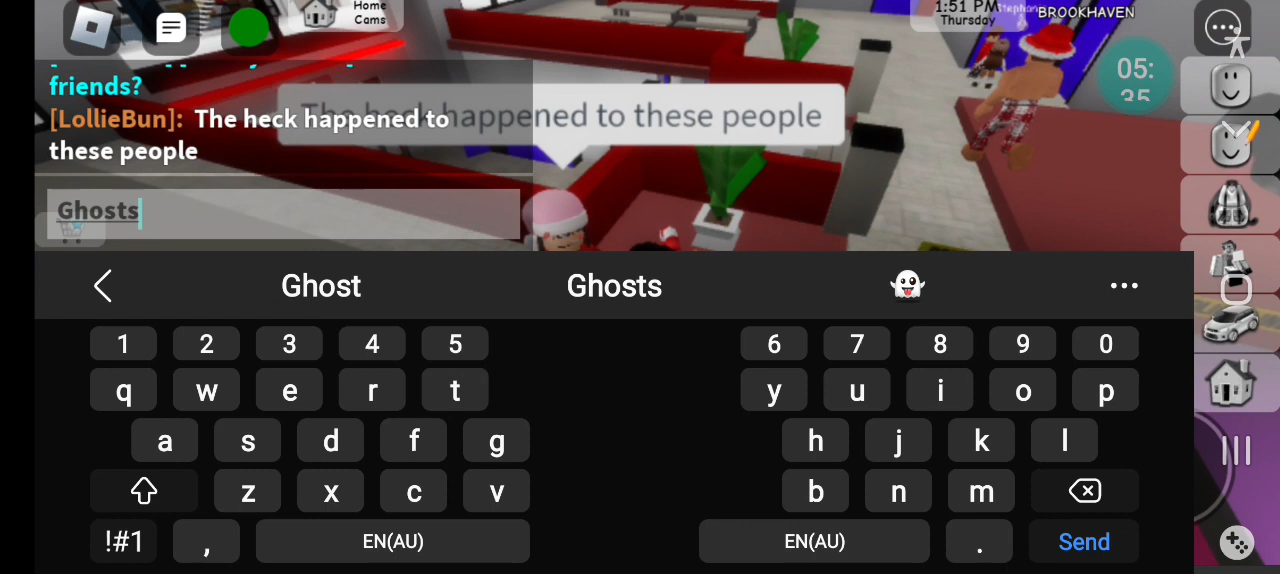 Home
Cams
1:51 PM
Thursday
Stephan
BROOKHAVEN
05:
35
friends?
[LollieBun]: The heck happened to
these people
The heck happened to these people
Ghosts
Ghost Ghosts
1 2 3 4 5 6 7 8 9 0
q w e r t y u i o p
a s d f g h j k l
z x c v b n m
!#1 , EN(AU) EN(AU) . Send